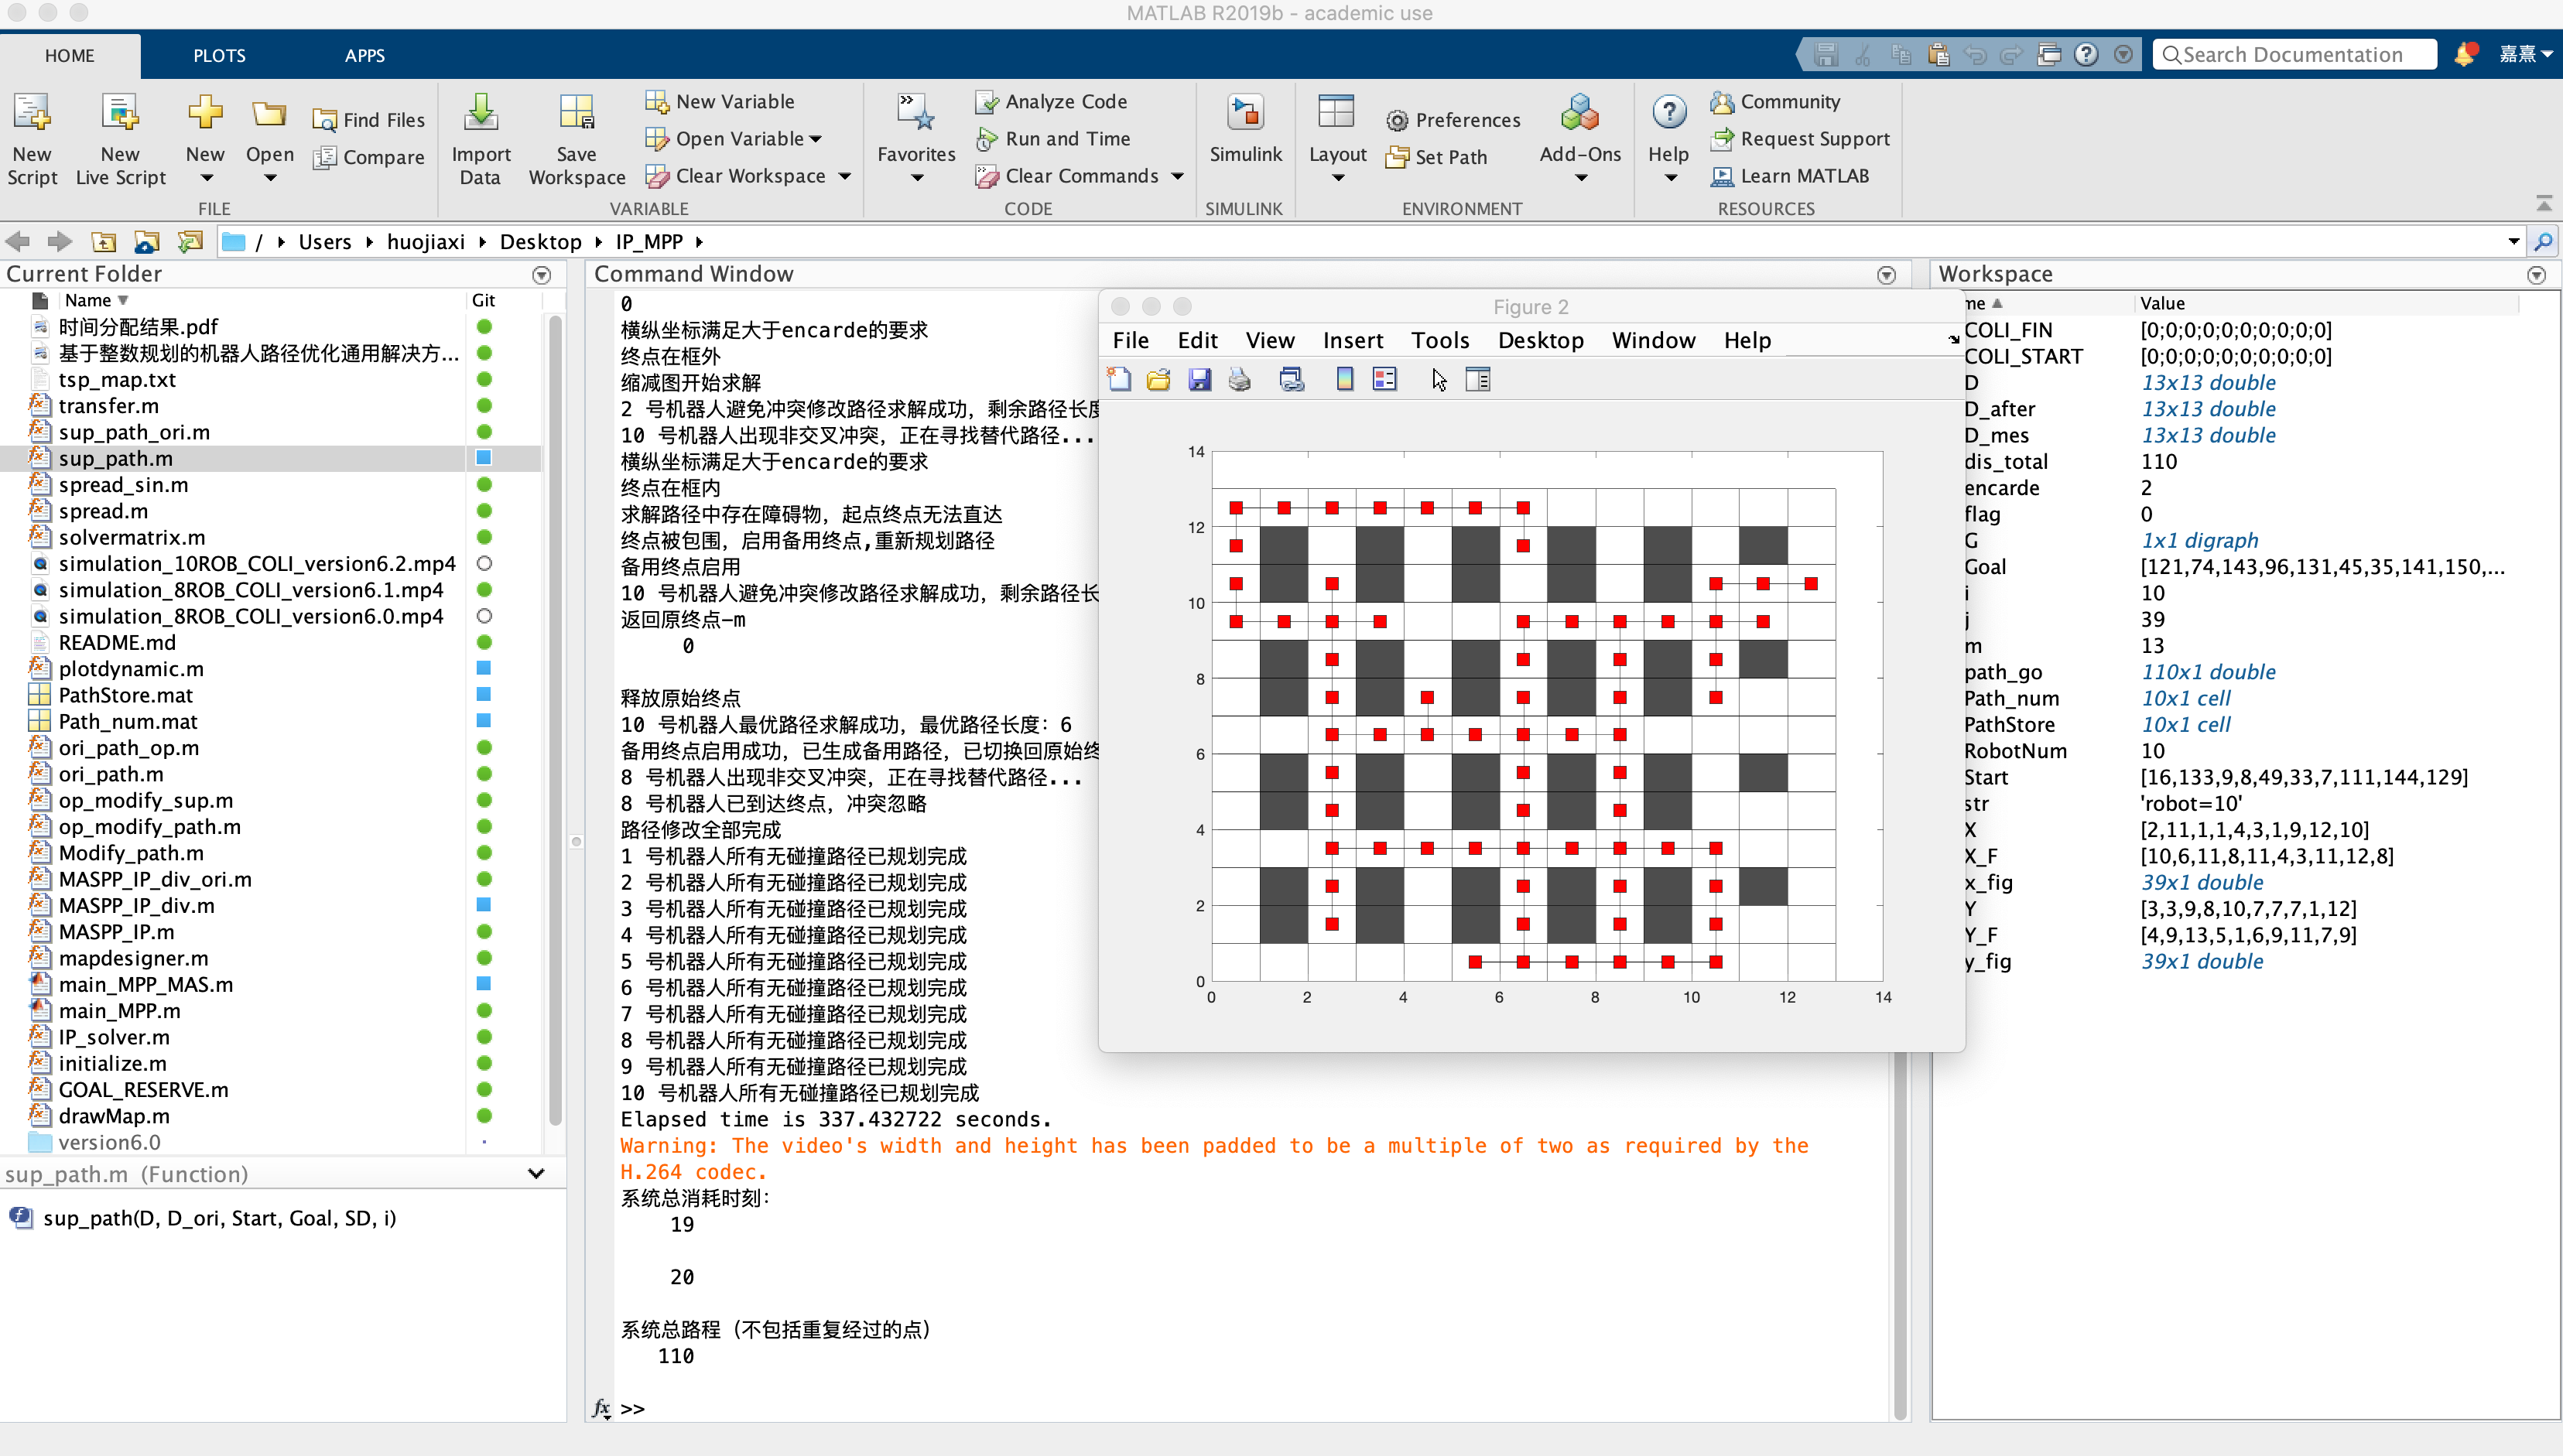 MATLAB R2019b - academic use
HOME PLOTS APPS
Search Documentation
嘉熹
New Script
New Live Script
New
Open
Find Files
Compare
FILE
Import Data
Save Workspace
New Variable
Open Variable
Clear Workspace
VARIABLE
Favorites
Analyze Code
Run and Time
Clear Commands
CODE
Simulink
SIMULINK
Layout
Preferences
Set Path
Add-Ons
ENVIRONMENT
Help
Community
Request Support
Learn MATLAB
RESOURCES
/ Users huojiaxi Desktop IP_MPP
Current Folder
Name Git
时间分配结果.pdf
基于整数规划的机器人路径优化通用解决方...
tsp_map.txt
transfer.m
sup_path_ori.m
sup_path.m
spread_sin.m
spread.m
solvermatrix.m
simulation_10ROB_COLI_version6.2.mp4
simulation_8ROB_COLI_version6.1.mp4
simulation_8ROB_COLI_version6.0.mp4
README.md
plotdynamic.m
PathStore.mat
Path_num.mat
ori_path_op.m
ori_path.m
op_modify_sup.m
op_modify_path.m
Modify_path.m
MASPP_IP_div_ori.m
MASPP_IP_div.m
MASPP_IP.m
mapdesigner.m
main_MPP_MAS.m
main_MPP.m
IP_solver.m
initialize.m
GOAL_RESERVE.m
drawMap.m
version6.0
sup_path.m (Function)
sup_path(D, D_ori, Start, Goal, SD, i)
Command Window
0
横纵坐标满足大于encarde的要求
终点在框外
缩减图开始求解
2 号机器人避免冲突修改路径求解成功，剩余路径长度
10 号机器人出现非交叉冲突，正在寻找替代路径...
横纵坐标满足大于encarde的要求
终点在框内
求解路径中存在障碍物，起点终点无法直达
终点被包围，启用备用终点,重新规划路径
备用终点启用
10 号机器人避免冲突修改路径求解成功，剩余路径长
返回原终点-m
0
释放原始终点
10 号机器人最优路径求解成功，最优路径长度：6
备用终点启用成功，已生成备用路径，已切换回原始终
8 号机器人出现非交叉冲突，正在寻找替代路径...
8 号机器人已到达终点，冲突忽略
路径修改全部完成
1 号机器人所有无碰撞路径已规划完成
2 号机器人所有无碰撞路径已规划完成
3 号机器人所有无碰撞路径已规划完成
4 号机器人所有无碰撞路径已规划完成
5 号机器人所有无碰撞路径已规划完成
6 号机器人所有无碰撞路径已规划完成
7 号机器人所有无碰撞路径已规划完成
8 号机器人所有无碰撞路径已规划完成
9 号机器人所有无碰撞路径已规划完成
10 号机器人所有无碰撞路径已规划完成
Elapsed time is 337.432722 seconds.
Warning: The video's width and height has been padded to be a multiple of two as required by the
H.264 codec.
系统总消耗时刻：
19
20
系统总路程（不包括重复经过的点）
110
fx >>
Figure 2
File Edit View Insert Tools Desktop Window Help
14
12
10
8
6
4
2
0
0 2 4 6 8 10 12 14
Workspace
me Value
COLI_FIN [0;0;0;0;0;0;0;0;0;0]
COLI_START [0;0;0;0;0;0;0;0;0;0]
D 13x13 double
D_after 13x13 double
D_mes 13x13 double
dis_total 110
encarde 2
flag 0
G 1x1 digraph
Goal [121,74,143,96,131,45,35,141,150,...
i 10
j 39
m 13
path_go 110x1 double
Path_num 10x1 cell
PathStore 10x1 cell
RobotNum 10
Start [16,133,9,8,49,33,7,111,144,129]
str 'robot=10'
X [2,11,1,1,4,3,1,9,12,10]
X_F [10,6,11,8,11,4,3,11,12,8]
x_fig 39x1 double
Y [3,3,9,8,10,7,7,7,1,12]
Y_F [4,9,13,5,1,6,9,11,7,9]
y_fig 39x1 double